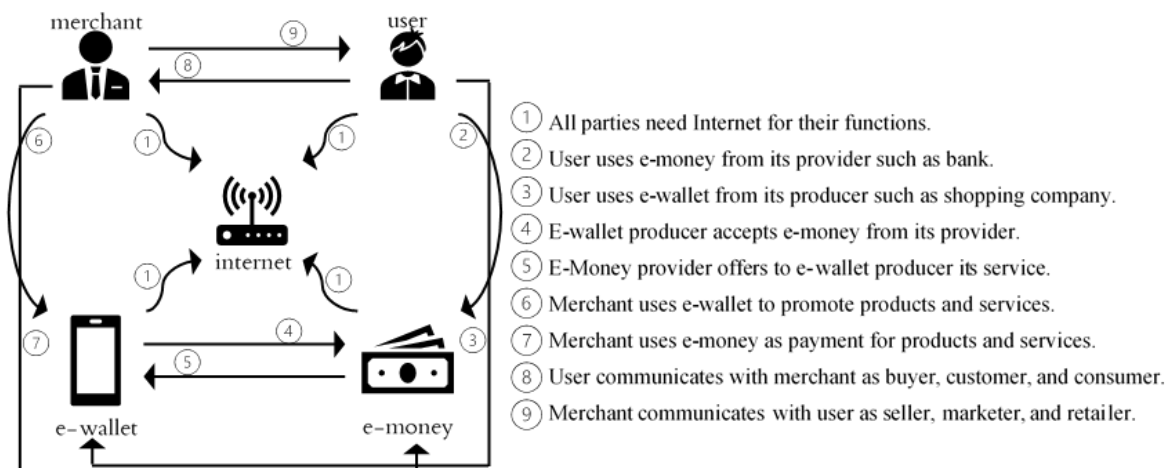 merchant
user
9
8
6
1
1
2
internet
1
1
7
4
5
3
e-wallet
e-money
1 All parties need Internet for their functions.
2 User uses e-money from its provider such as bank.
3 User uses e-wallet from its producer such as shopping company.
4 E-wallet producer accepts e-money from its provider.
5 E-Money provider offers to e-wallet producer its service.
6 Merchant uses e-wallet to promote products and services.
7 Merchant uses e-money as payment for products and services.
8 User communicates with merchant as buyer, customer, and consumer.
9 Merchant communicates with user as seller, marketer, and retailer.